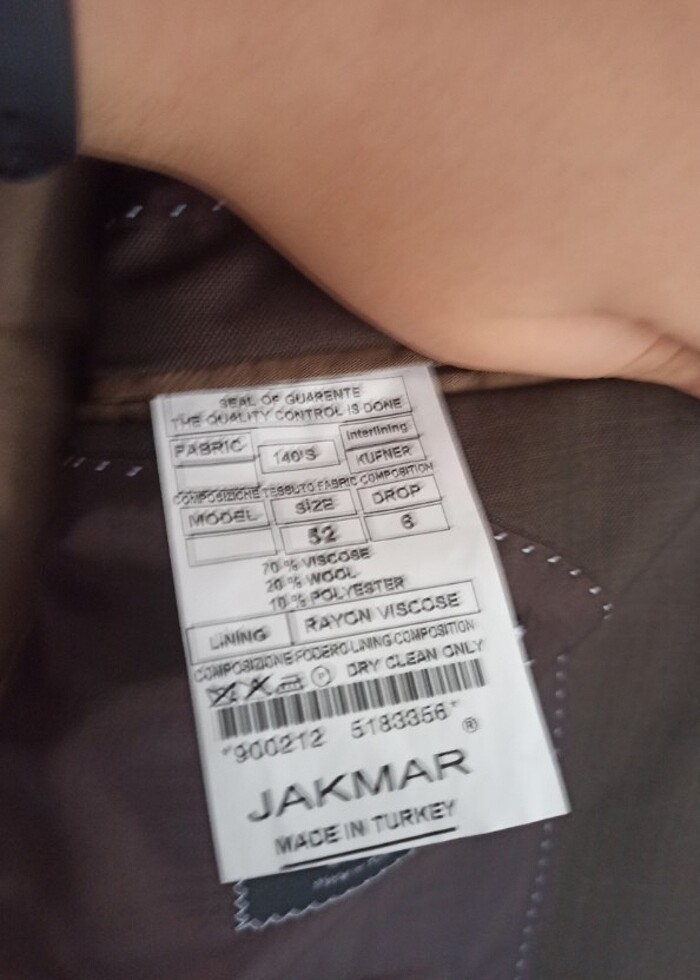 SEAL OF GUARENTE
THE QUALITY CONTROL IS DONE
FABRIC 140'S Interlining
KUFNER
COMPOSIZICHE TESSUTO FABRIC COMPOSITION
MODEL SIZE DROP
52 6
70 % VISCOSE
20 % WOOL
10 % POLYESTER
LINING RAYON VISCOSE
COMPOSIZIONE FODERO LINING COMPOSITION
P DRY CLEAN ONLY
*900212 5183356*
JAKMAR ®
MADE IN TURKEY